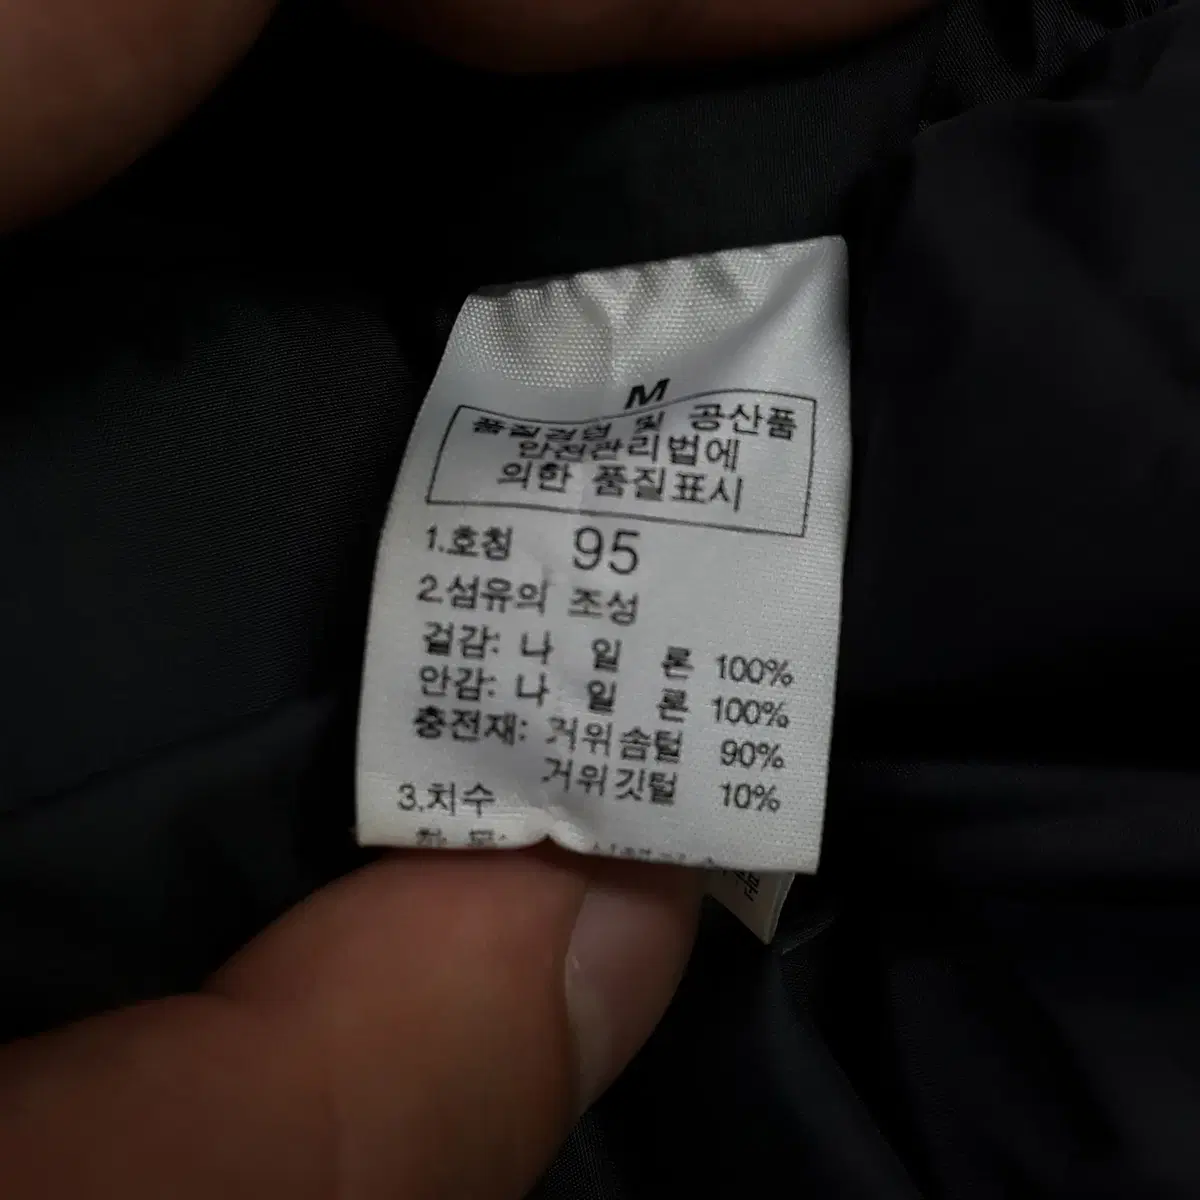 M
품질경영 및 공산품
안전관리법에
의한 품질표시
1.호칭 95
2.섬유의 조성
겉감: 나 일 론 100%
안감: 나 일 론 100%
충전재: 거위솜털 90%
거위깃털 10%
3.치수